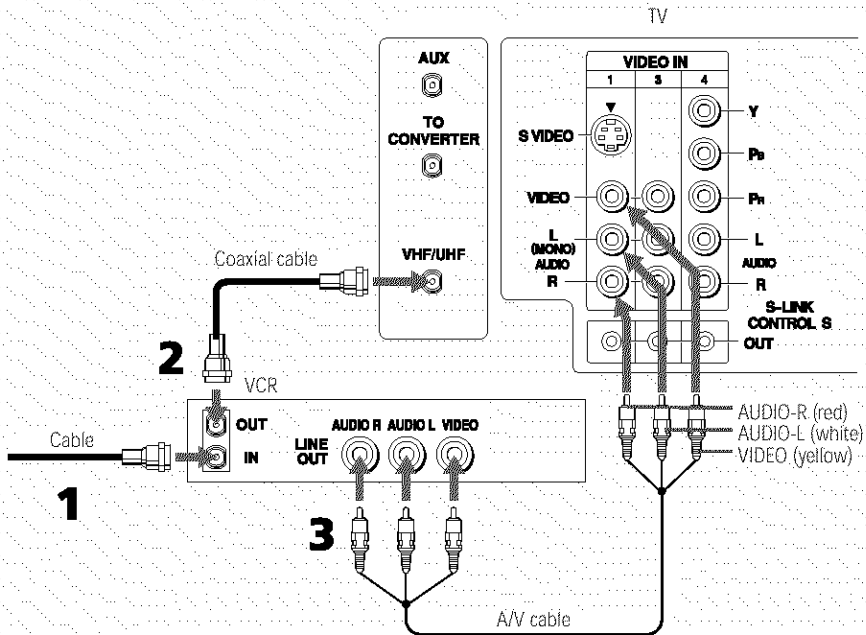 TV
AUX
TO
CONVERTER
VHF/UHF
VIDEO IN
1 3 4
S VIDEO
Y
PB
VIDEO
PR
L
(MONO)
AUDIO
R
L
AUDIO
R
S-LINK
CONTROL S
OUT
Coaxial cable
2
VCR
Cable
1
OUT
IN
LINE
OUT
AUDIO R AUDIO L VIDEO
3
AUDIO-R (red)
AUDIO-L (white)
VIDEO (yellow)
A/V cable